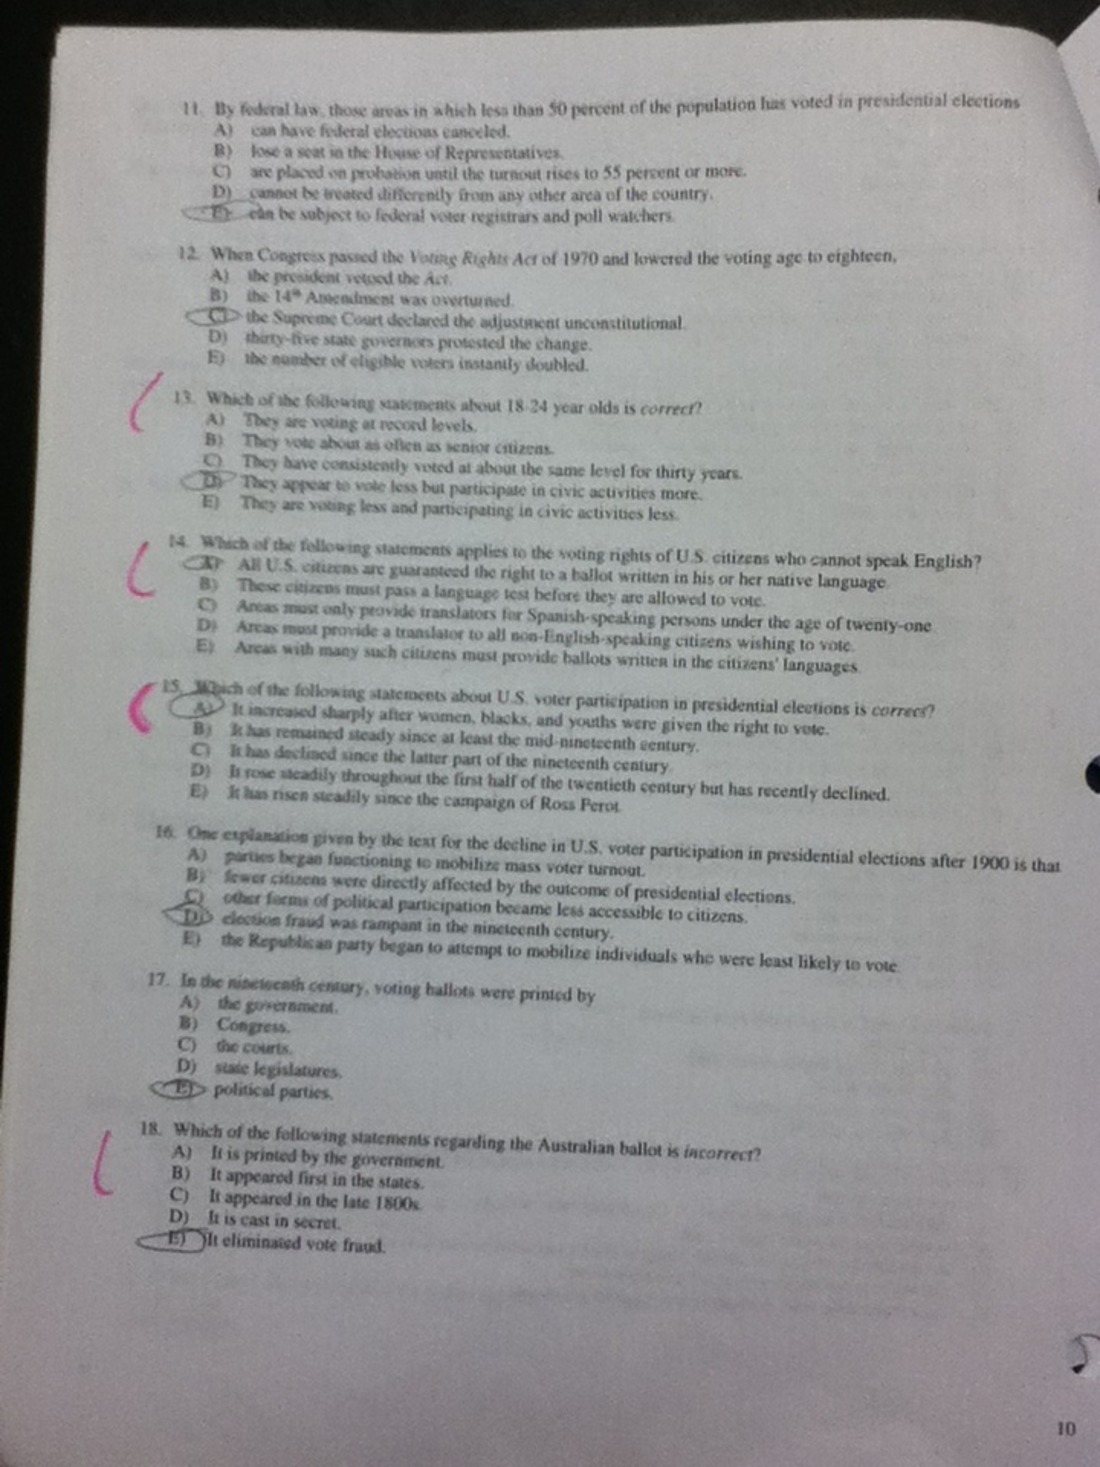 11. By federal law, those areas in which less than 50 percent of the population has voted in presidential elections
A) can have federal elections canceled.
B) lose a seat in the House of Representatives.
C) are placed on probation until the turnout rises to 55 percent or more.
D) cannot be treated differently from any other area of the country.
E) can be subject to federal voter registrars and poll watchers.
12. When Congress passed the Voting Rights Act of 1970 and lowered the voting age to eighteen,
A) the president vetoed the Act.
B) the 14th Amendment was overturned.
C) the Supreme Court declared the adjustment unconstitutional.
D) thirty-five state governors protested the change.
E) the number of eligible voters instantly doubled.
13. Which of the following statements about 18-24 year olds is correct?
A) They are voting at record levels.
B) They vote about as often as senior citizens.
C) They have consistently voted at about the same level for thirty years.
D) They appear to vote less but participate in civic activities more.
E) They are voting less and participating in civic activities less.
14. Which of the following statements applies to the voting rights of U.S. citizens who cannot speak English?
A) All U.S. citizens are guaranteed the right to a ballot written in his or her native language.
B) These citizens must pass a language test before they are allowed to vote.
C) Areas must only provide translators for Spanish-speaking persons under the age of twenty-one.
D) Areas must provide a translator to all non-English-speaking citizens wishing to vote.
E) Areas with many such citizens must provide ballots written in the citizens' languages.
15. Which of the following statements about U.S. voter participation in presidential elections is correct?
A) It increased sharply after women, blacks, and youths were given the right to vote.
B) It has remained steady since at least the mid-nineteenth century.
C) It has declined since the latter part of the nineteenth century.
D) It rose steadily throughout the first half of the twentieth century but has recently declined.
E) It has risen steadily since the campaign of Ross Perot.
16. One explanation given by the text for the decline in U.S. voter participation in presidential elections after 1900 is that
A) parties began functioning to mobilize mass voter turnout.
B) fewer citizens were directly affected by the outcome of presidential elections.
C) other forms of political participation became less accessible to citizens.
D) election fraud was rampant in the nineteenth century.
E) the Republican party began to attempt to mobilize individuals who were least likely to vote.
17. In the nineteenth century, voting ballots were printed by
A) the government.
B) Congress.
C) the courts.
D) state legislatures.
E) political parties.
18. Which of the following statements regarding the Australian ballot is incorrect?
A) It is printed by the government.
B) It appeared first in the states.
C) It appeared in the late 1800s.
D) It is cast in secret.
E) It eliminated vote fraud.
10